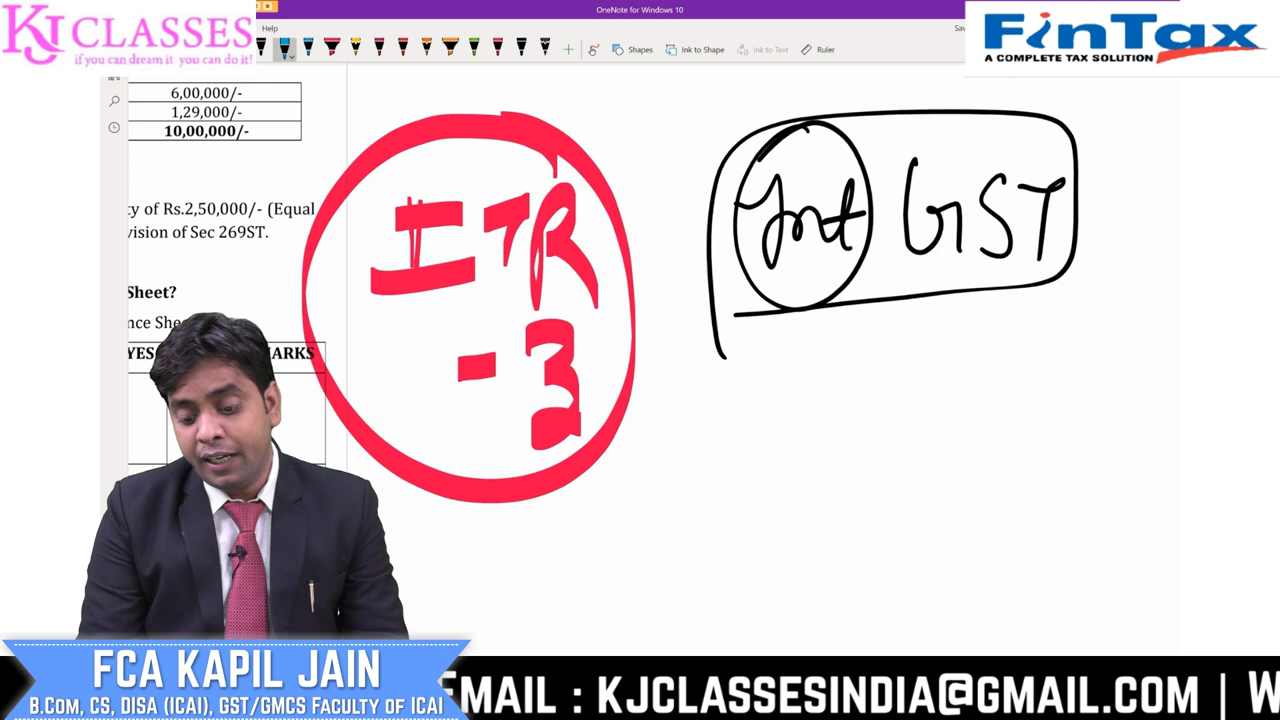 KJ CLASSES
if you can dream it you can do it!
OneNote for Windows 10
FinTax
A COMPLETE TAX SOLUTION
Help
Shapes
Ink to Shape
Ink to Text
Ruler
6,00,000/-
1,29,000/-
10,00,000/-
ty of Rs.2,50,000/- (Equal
vision of Sec 269ST.
Sheet?
nce She
YES
ARKS
ITR
- 3
Int GST
FCA KAPIL JAIN
B.Com, CS, DISA (ICAI), GST/GMCS Faculty of ICAI
EMAIL : KJCLASSESINDIA@GMAIL.COM | W